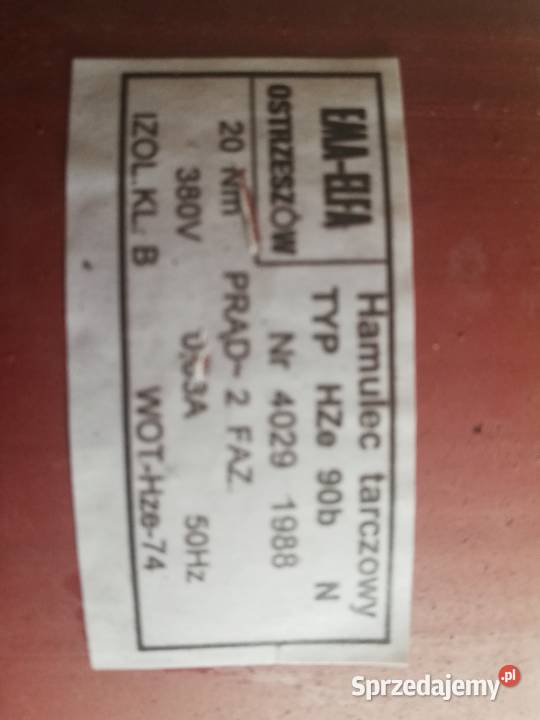 EMA-ELFA
OSTRZESZÓW
Hamulec tarczowy
TYP HZe 90b N
Nr 4029 1988
20 Nm PRĄD~ 2 FAZ.
380V 50Hz
IZOL. KL. B WOT-Hze-74
Sprzedajemy.pl